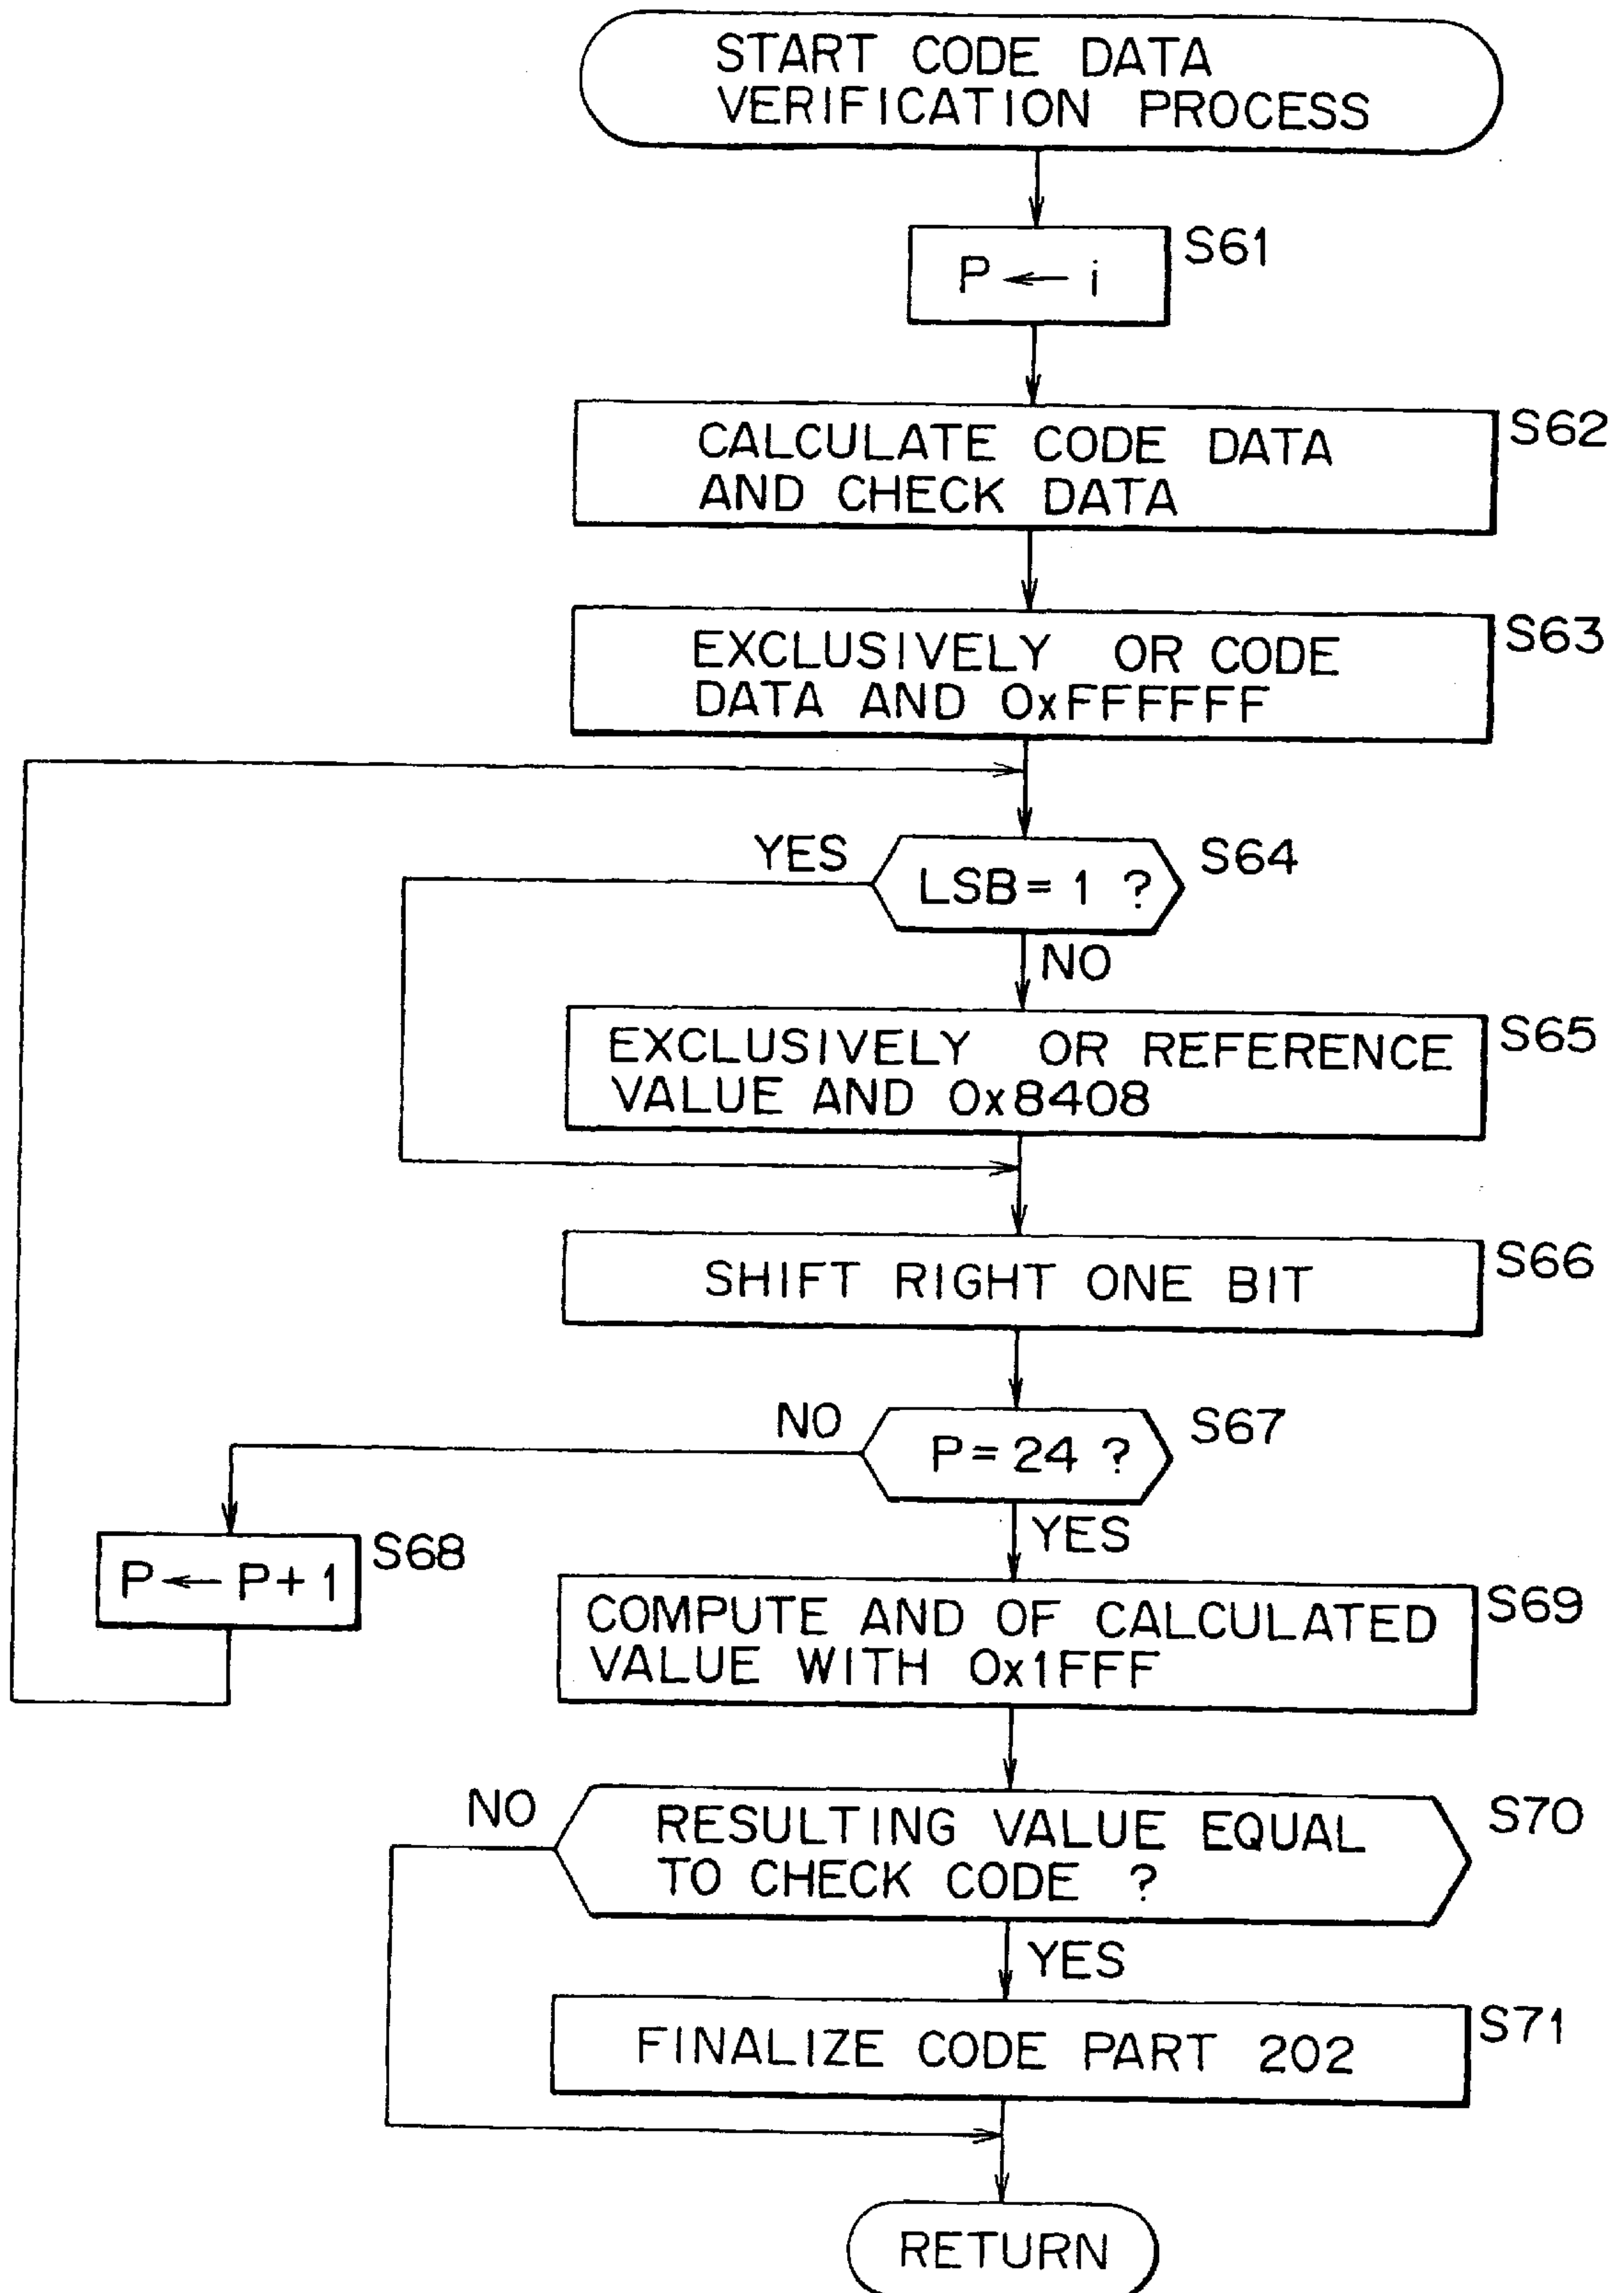 START CODE DATA
VERIFICATION PROCESS
S61
P ← i
S62
CALCULATE CODE DATA
AND CHECK DATA
S63
EXCLUSIVELY OR CODE
DATA AND 0xFFFFFF
YES
S64
LSB = 1 ?
NO
S65
EXCLUSIVELY OR REFERENCE
VALUE AND 0x8408
S66
SHIFT RIGHT ONE BIT
NO
S67
P = 24 ?
YES
S68
P ← P + 1
S69
COMPUTE AND OF CALCULATED
VALUE WITH 0x1FFF
NO
S70
RESULTING VALUE EQUAL
TO CHECK CODE ?
YES
S71
FINALIZE CODE PART 202
RETURN